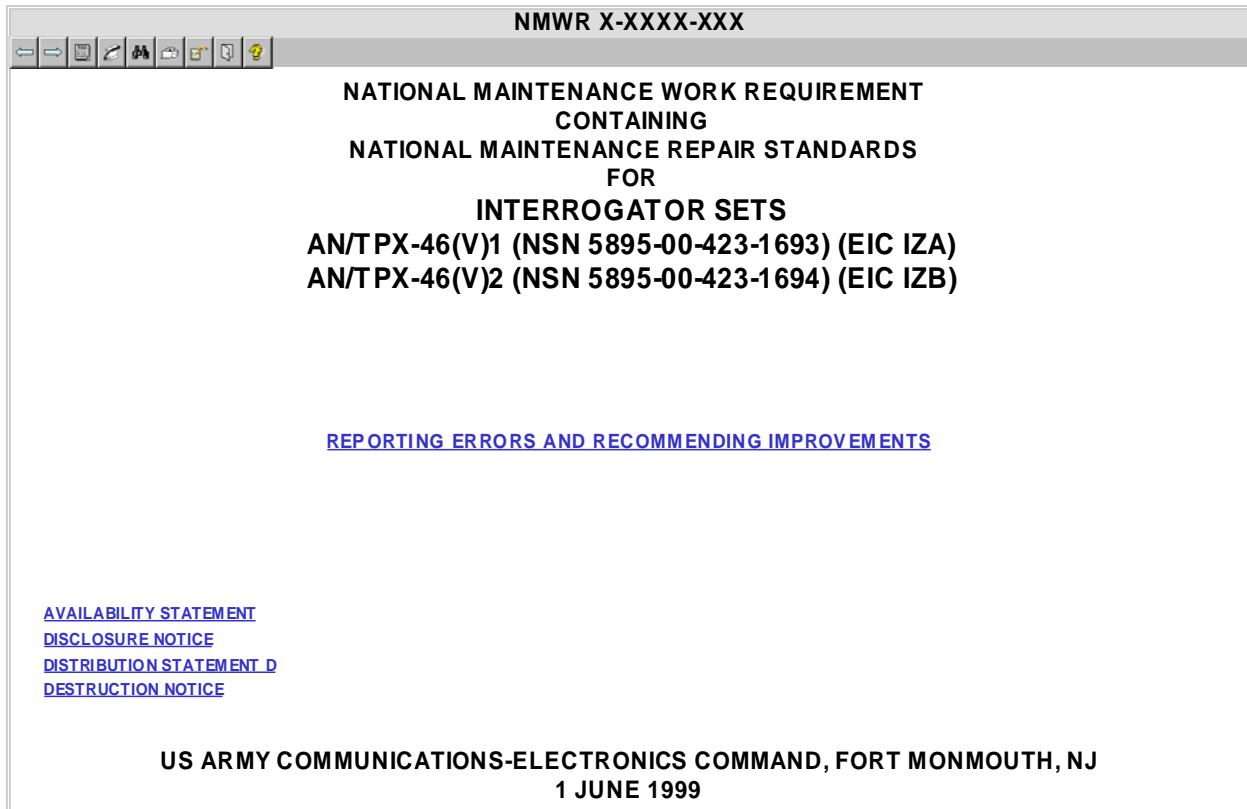 NMWR X-XXXX-XXX
NATIONAL MAINTENANCE WORK REQUIREMENT
CONTAINING
NATIONAL MAINTENANCE REPAIR STANDARDS
FOR
INTERROGATOR SETS
AN/TPX-46(V)1 (NSN 5895-00-423-1693) (EIC IZA)
AN/TPX-46(V)2 (NSN 5895-00-423-1694) (EIC IZB)
REPORTING ERRORS AND RECOMMENDING IMPROVEMENTS
AVAILABILITY STATEMENT
DISCLOSURE NOTICE
DISTRIBUTION STATEMENT D
DESTRUCTION NOTICE
US ARMY COMMUNICATIONS-ELECTRONICS COMMAND, FORT MONMOUTH, NJ
1 JUNE 1999